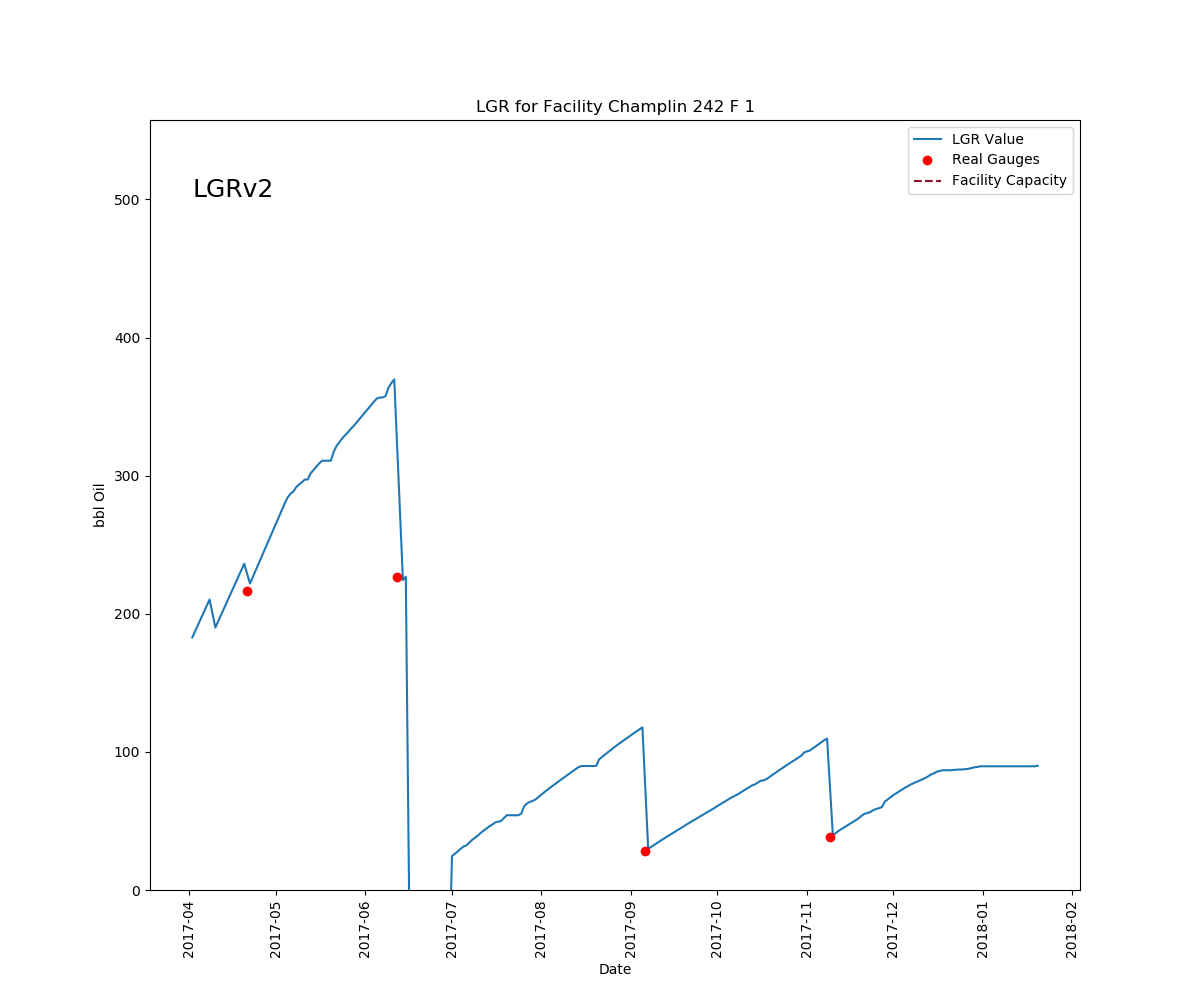 LGR for Facility Champlin 242 F 1
LGR Value
Real Gauges
Facility Capacity
LGRv2
500
400
300
200
100
0
bbl Oil
2017-04
2017-05
2017-06
2017-07
2017-08
2017-09
2017-10
2017-11
2017-12
2018-01
2018-02
Date